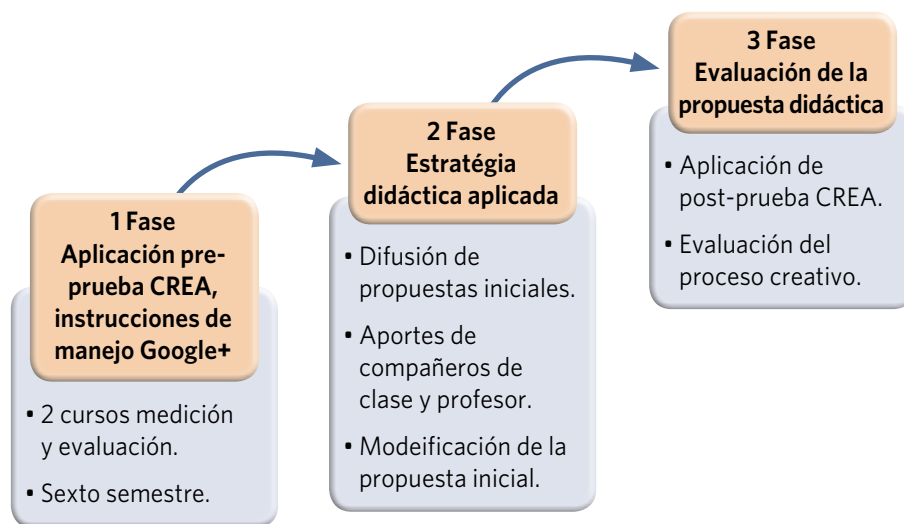 1 Fase
Aplicación pre-
prueba CREA,
instrucciones de
manejo Google+
• 2 cursos medición
y evaluación.
• Sexto semestre.
2 Fase
Estratégia
didáctica aplicada
• Difusión de
propuestas iniciales.
• Aportes de
compañeros de
clase y profesor.
• Modeificación de la
propuesta inicial.
3 Fase
Evaluación de la
propuesta didáctica
• Aplicación de
post-prueba CREA.
• Evaluación del
proceso creativo.